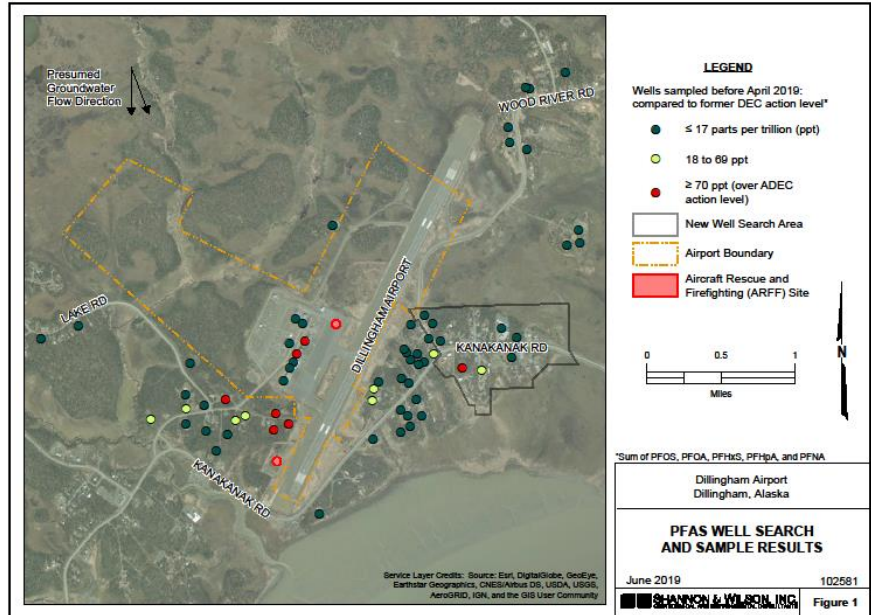 Presumed
Groundwater
Flow Direction
WOOD RIVER RD
LAKE RD
DILLINGHAM AIRPORT
KANAKANAK RD
KANAKANAK RD
Service Layer Credits: Source: Esri, DigitalGlobe, GeoEye,
Earthstar Geographics, CNES/Airbus DS, USDA, USGS,
AeroGRID, IGN, and the GIS User Community
LEGEND
Wells sampled before April 2019:
compared to former DEC action level*
≤ 17 parts per trillion (ppt)
18 to 69 ppt
≥ 70 ppt (over ADEC
action level)
New Well Search Area
Airport Boundary
Aircraft Rescue and
Firefighting (ARFF) Site
0 0.5 1
Miles
N
*Sum of PFOS, PFOA, PFHxS, PFHpA, and PFNA
Dillingham Airport
Dillingham, Alaska
PFAS WELL SEARCH
AND SAMPLE RESULTS
June 2019 102581
SHANNON & WILSON, INC.
Figure 1